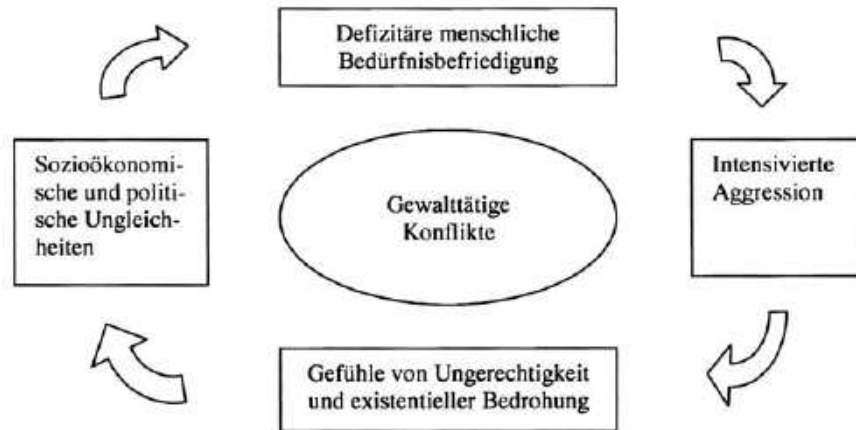 Defizitäre menschliche
Bedürfnisbefriedigung
Sozioökonomi-
sche und politi-
sche Ungleich-
heiten
Gewalttätige
Konflikte
Intensivierte
Aggression
Gefühle von Ungerechtigkeit
und existentieller Bedrohung